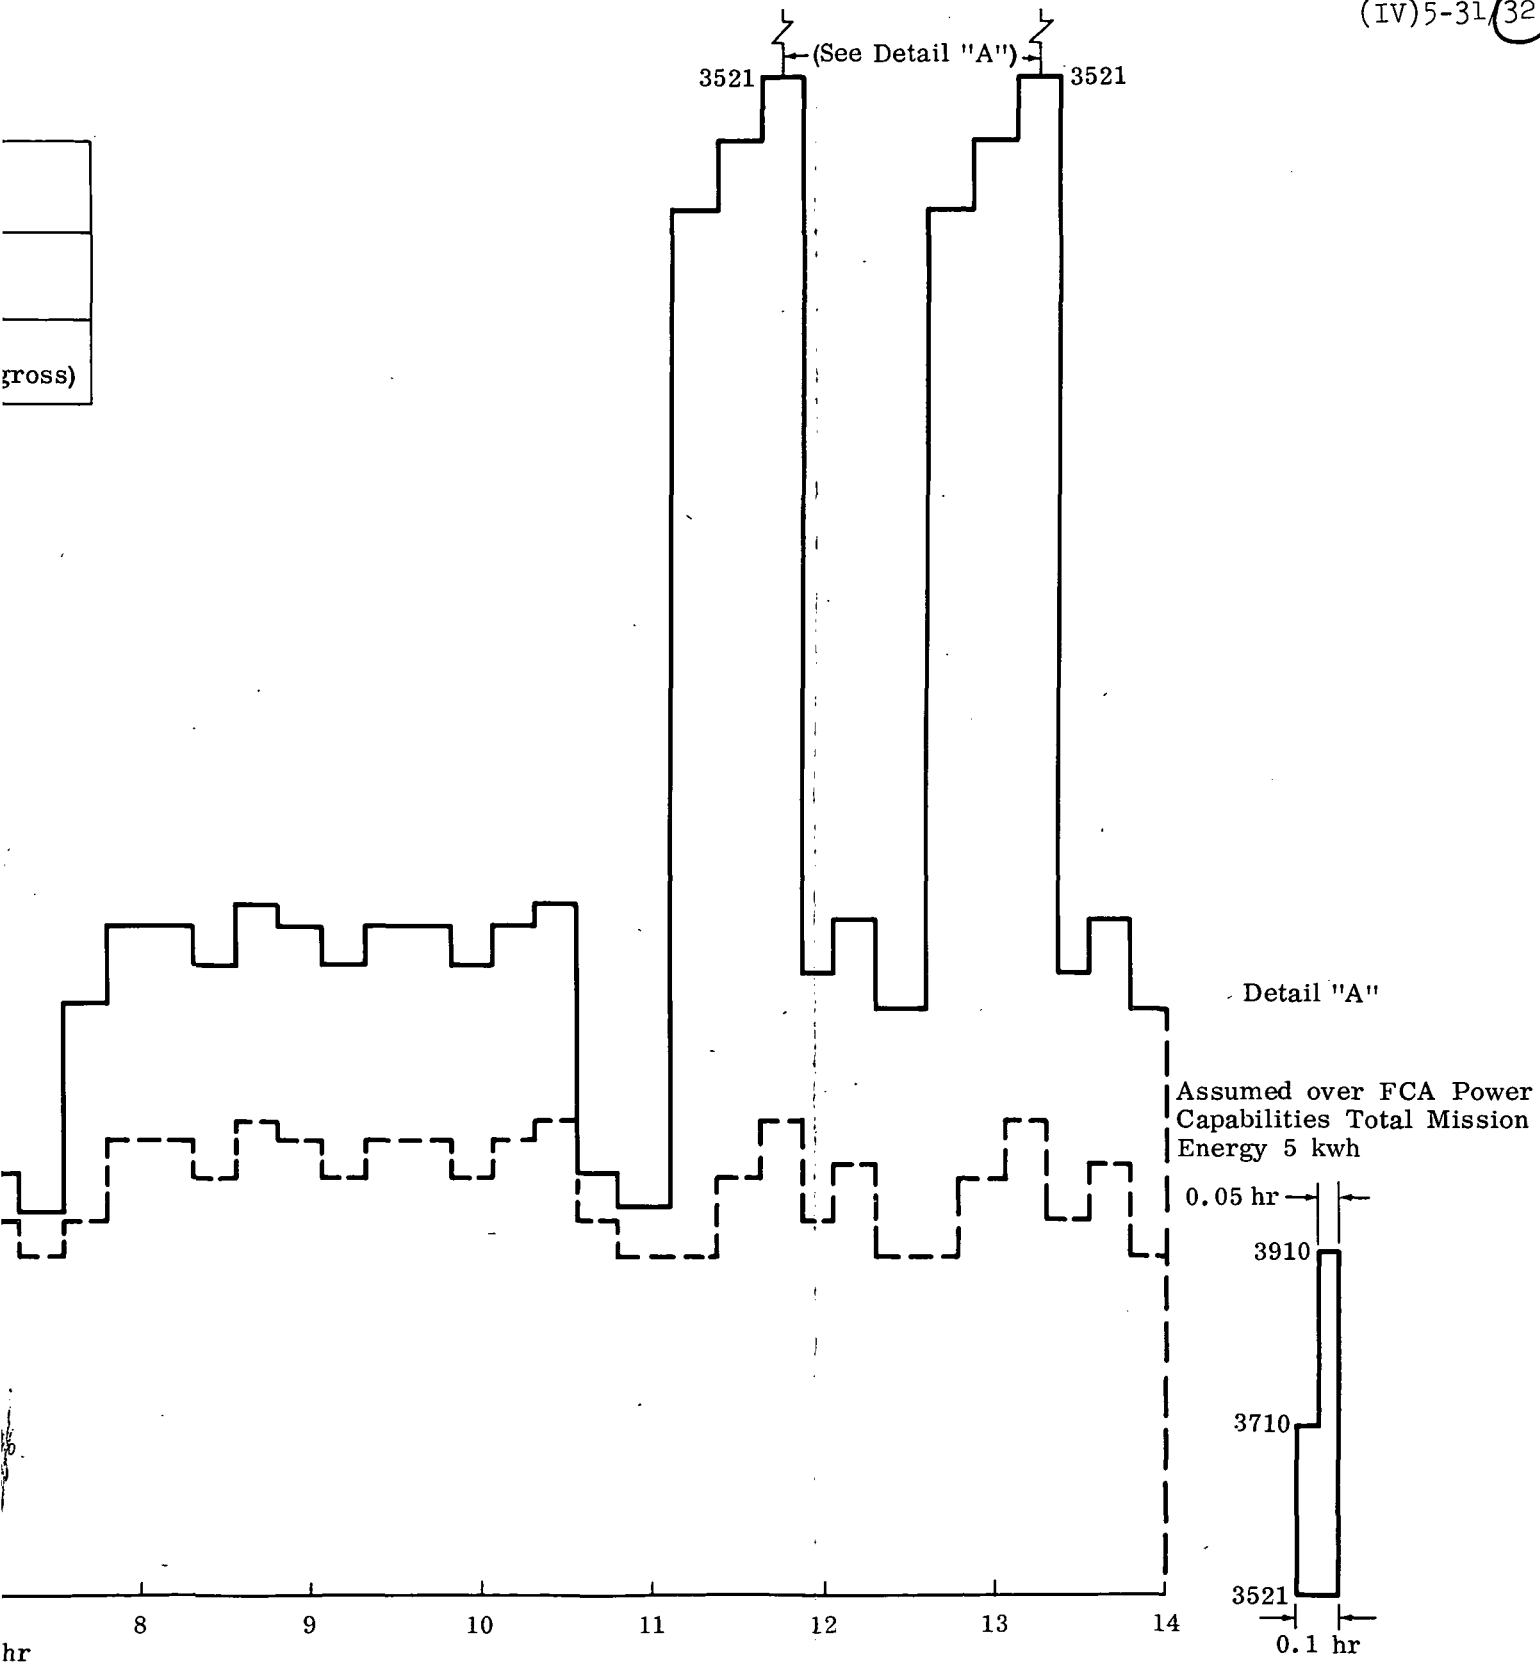 (IV)5-31/32
(See Detail "A")
3521
3521
gross)
Detail "A"
Assumed over FCA Power
Capabilities Total Mission
Energy 5 kwh
0.05 hr
3910
3710
3521
0.1 hr
8 9 10 11 12 13 14
hr